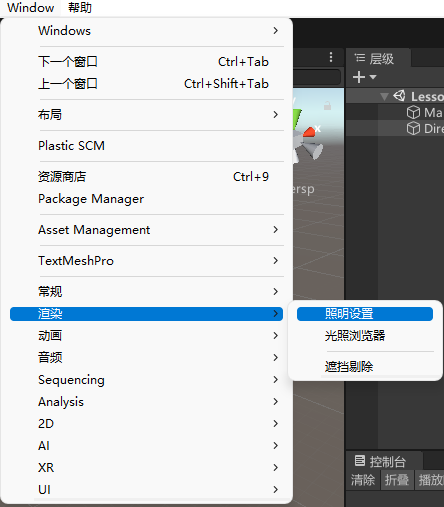 Window 帮助
Windows
下一个窗口 Ctrl+Tab
上一个窗口 Ctrl+Shift+Tab
布局
Plastic SCM
资源商店 Ctrl+9
Package Manager
Asset Management
TextMeshPro
常规
渲染
动画
音频
Sequencing
Analysis
2D
AI
XR
UI
照明设置
光照浏览器
遮挡剔除
层级
Lesso
Ma
Dire
x
ersp
控制台
清除 折叠 播放